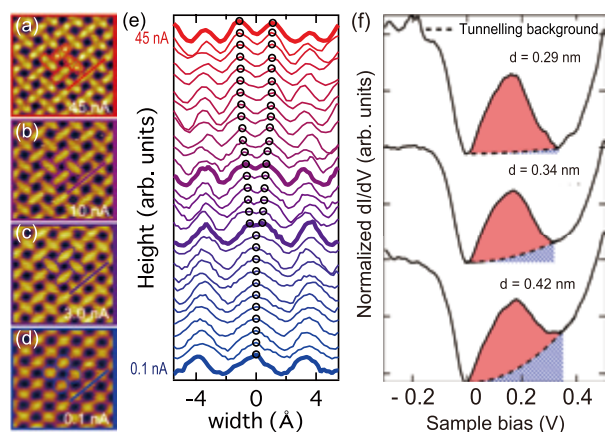 (a)
45 nA
(b)
10 nA
(c)
3.0 nA
(d)
0.1 nA
(e)
45 nA
0.1 nA
Height (arb. units)
-4
0
4
width (Å)
(f)
Tunnelling background
d = 0.29 nm
d = 0.34 nm
d = 0.42 nm
Normalized dI/dV (arb. units)
- 0.2
0
0.2
Sample bias (V)